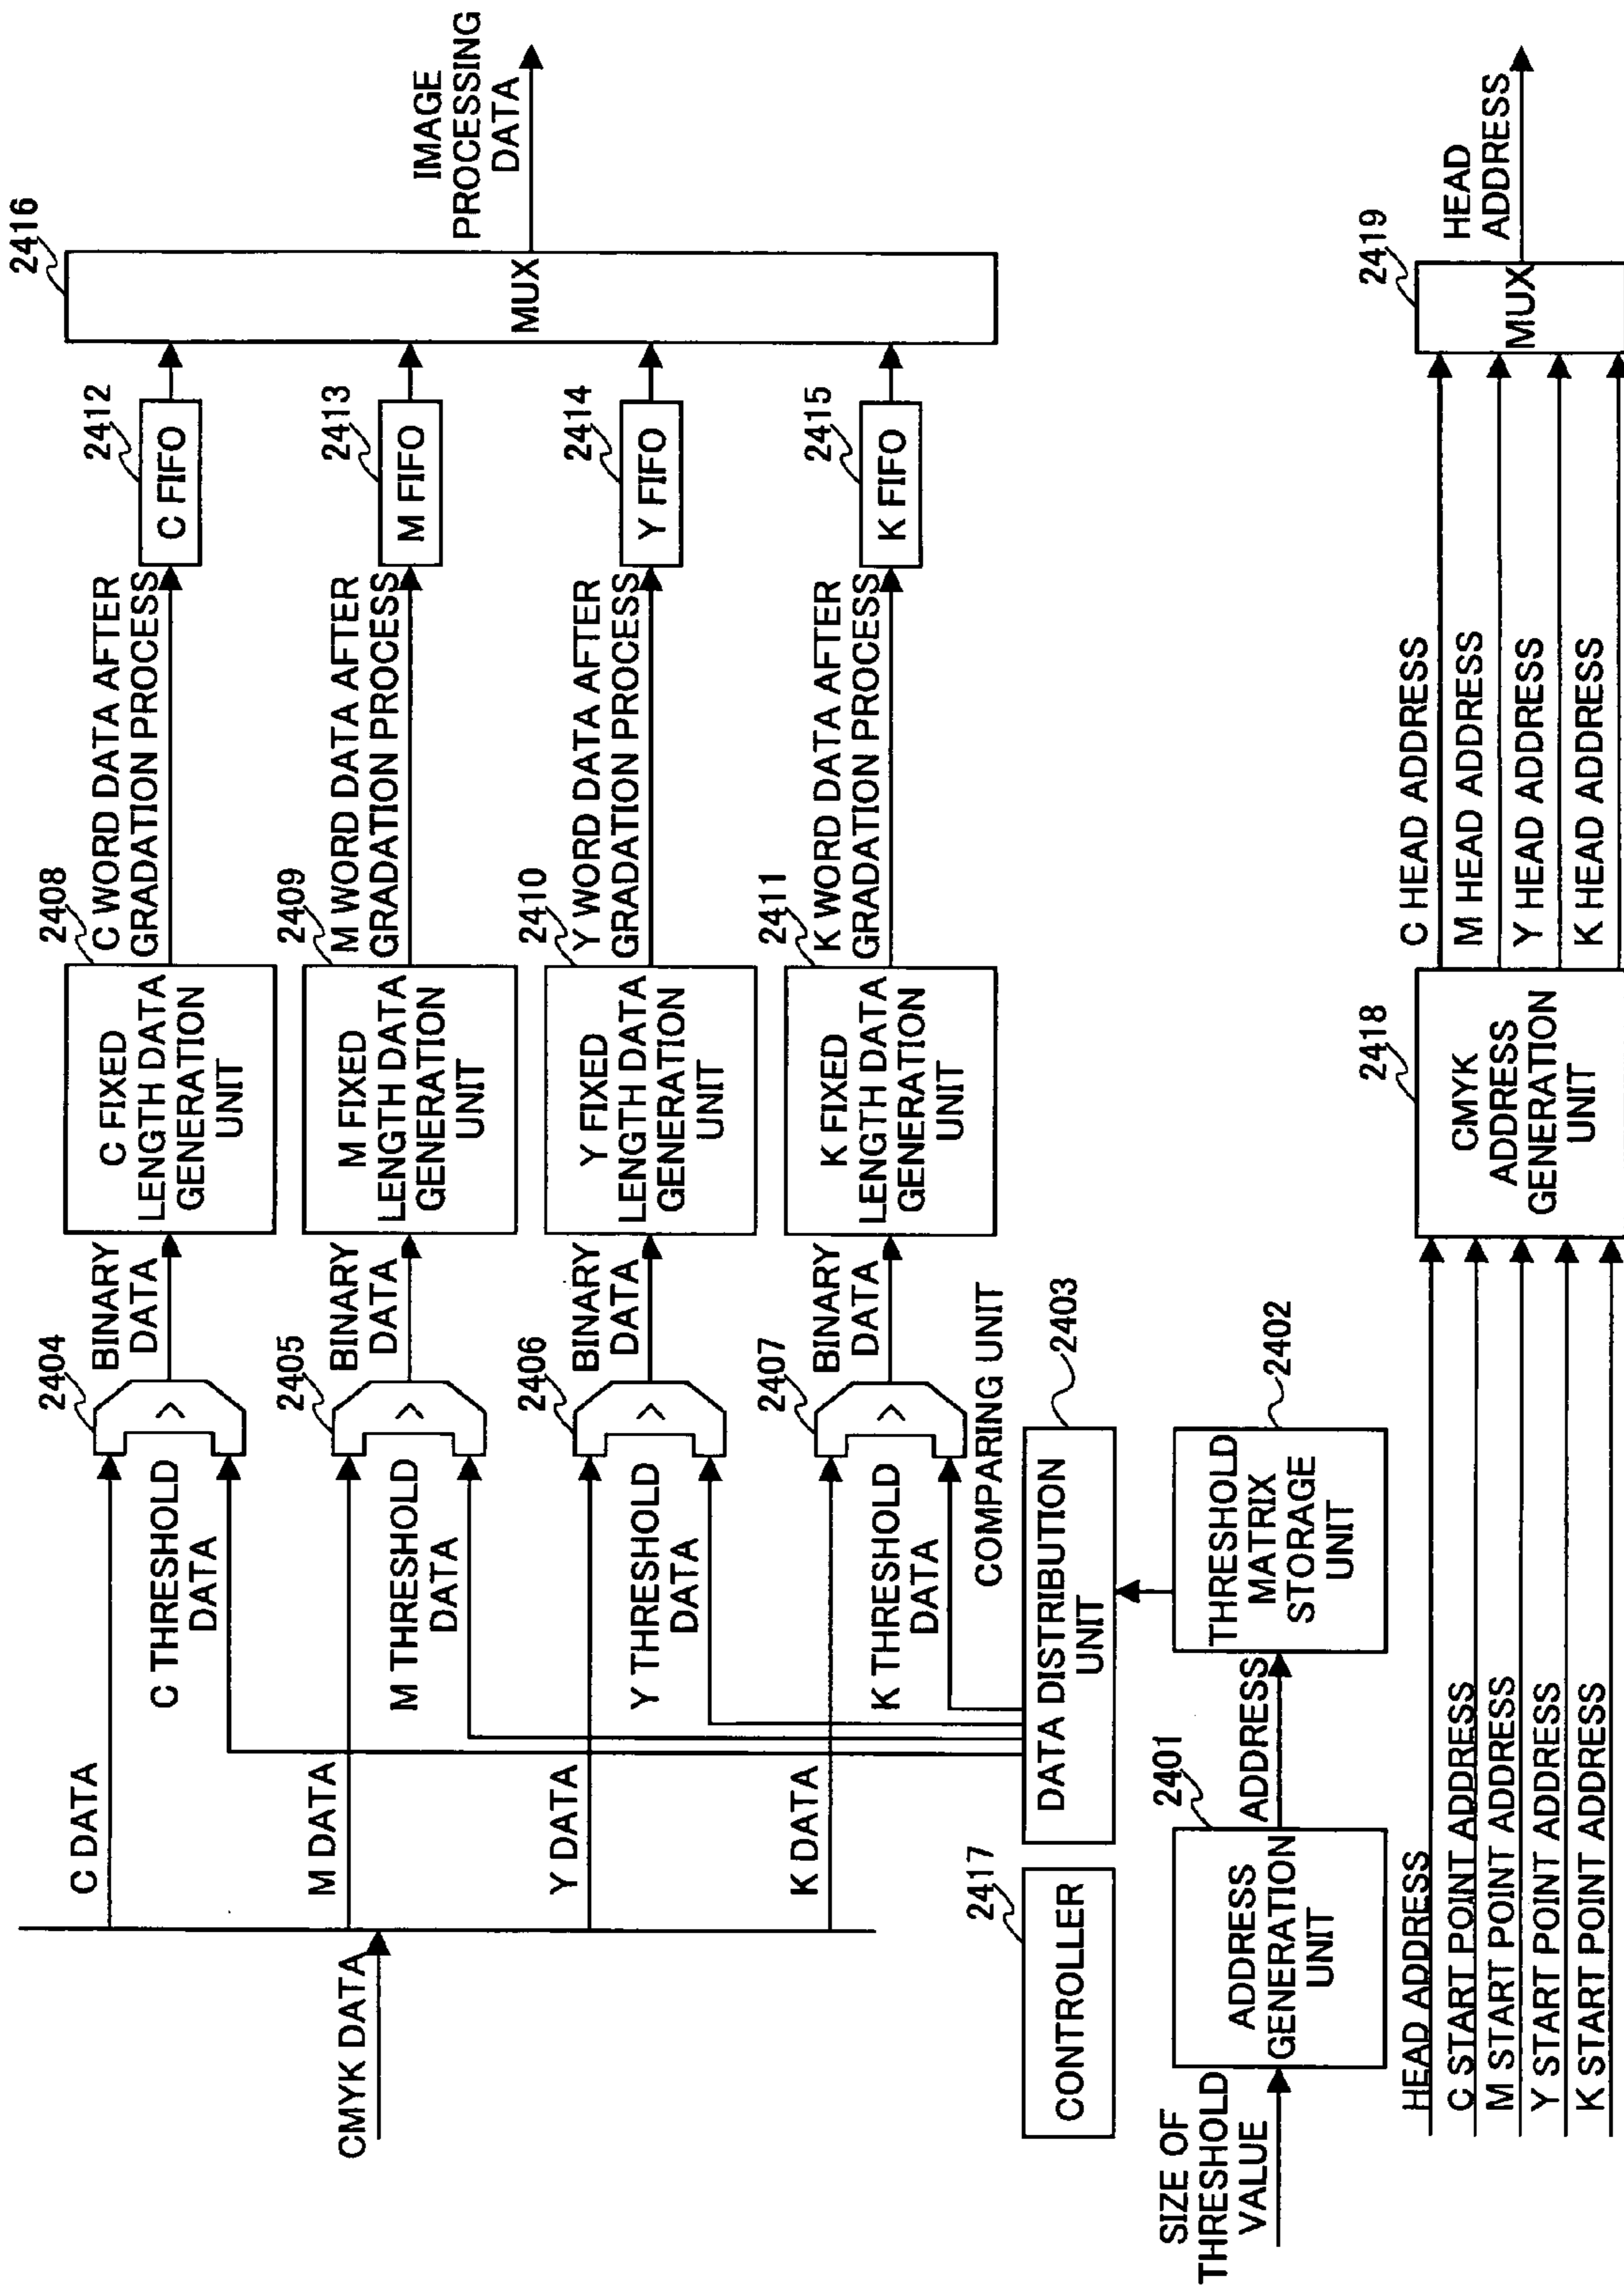 CMYK DATA
C DATA
C THRESHOLD
DATA
2404
BINARY
DATA
2408
C FIXED
LENGTH DATA
GENERATION
UNIT
C WORD DATA AFTER
GRADATION PROCESS
2412
C FIFO
M DATA
M THRESHOLD
DATA
2405
BINARY
DATA
2409
M FIXED
LENGTH DATA
GENERATION
UNIT
M WORD DATA AFTER
GRADATION PROCESS
2413
M FIFO
Y DATA
Y THRESHOLD
DATA
2406
BINARY
DATA
2410
Y FIXED
LENGTH DATA
GENERATION
UNIT
Y WORD DATA AFTER
GRADATION PROCESS
2414
Y FIFO
K DATA
K THRESHOLD
DATA
2407
BINARY
DATA
2411
K FIXED
LENGTH DATA
GENERATION
UNIT
K WORD DATA AFTER
GRADATION PROCESS
2415
K FIFO
2416
MUX
IMAGE
PROCESSING
DATA
COMPARING UNIT
2417
CONTROLLER
DATA DISTRIBUTION
UNIT
2403
SIZE OF
THRESHOLD
VALUE
2401
ADDRESS
GENERATION
UNIT
ADDRESS
THRESHOLD
MATRIX
STORAGE
UNIT
2402
HEAD ADDRESS
C START POINT ADDRESS
M START POINT ADDRESS
Y START POINT ADDRESS
K START POINT ADDRESS
2418
CMYK
ADDRESS
GENERATION
UNIT
C HEAD ADDRESS
M HEAD ADDRESS
Y HEAD ADDRESS
K HEAD ADDRESS
2419
MUX
HEAD
ADDRESS